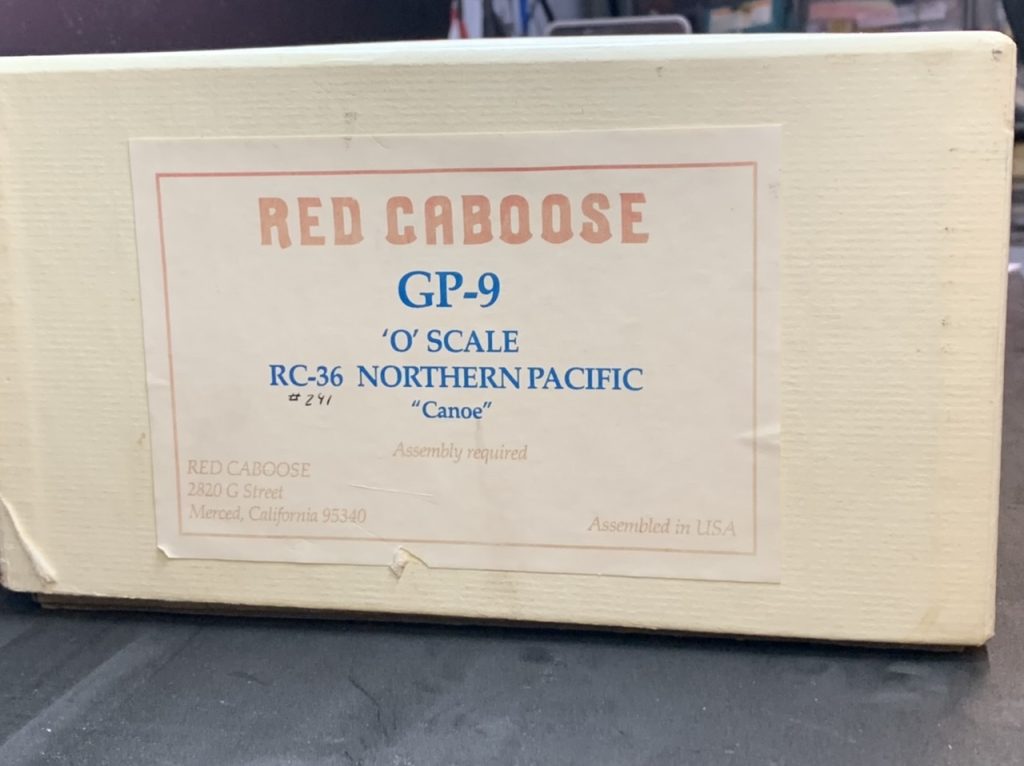 RED CABOOSE
GP-9
‘O’ SCALE
RC-36 NORTHERN PACIFIC
#241
“Canoe”
Assembly required
RED CABOOSE
2820 G Street
Merced, California 95340
Assembled in USA